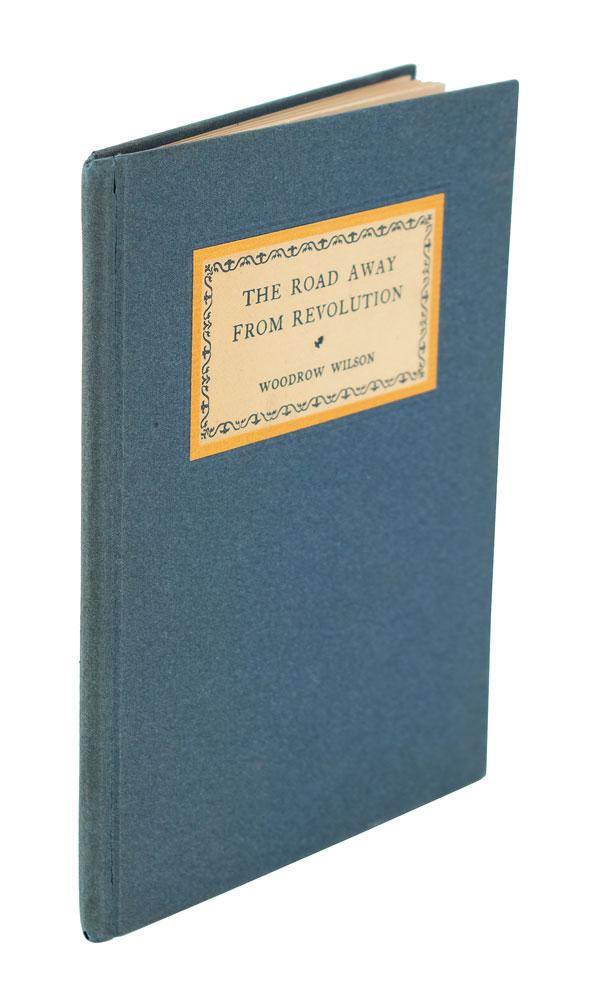 THE ROAD AWAY
FROM REVOLUTION
WOODROW WILSON